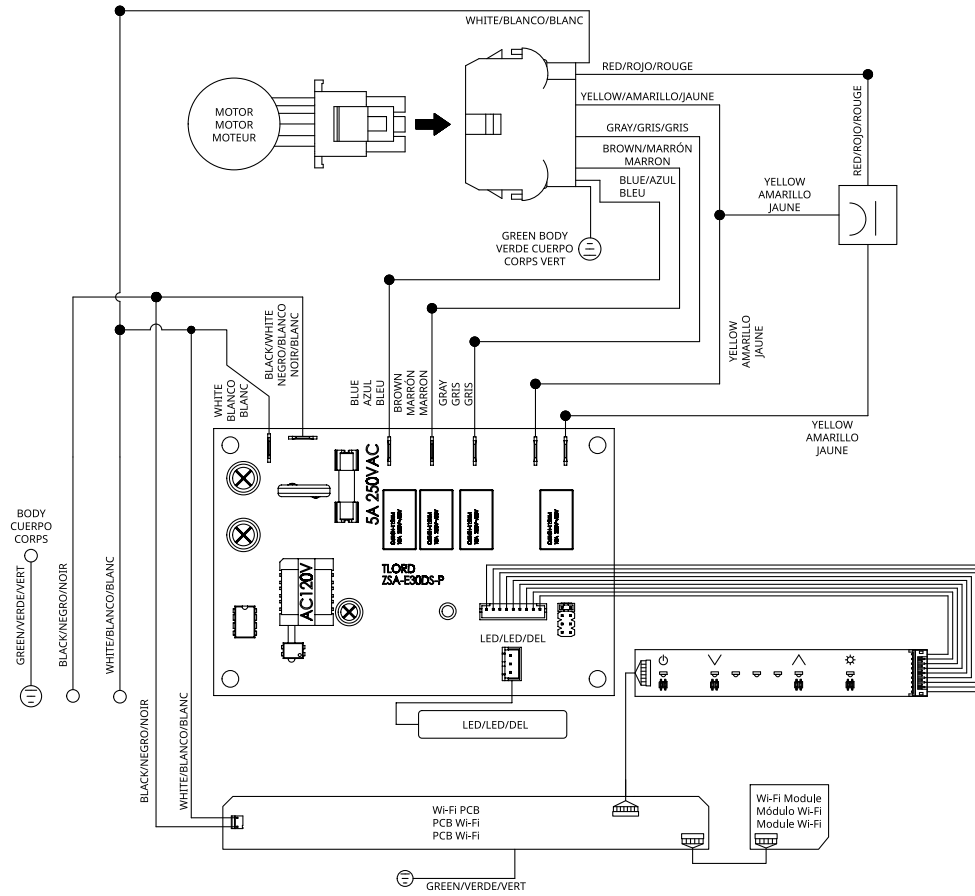 WHITE/BLANCO/BLANC
RED/ROJO/ROUGE
YELLOW/AMARILLO/JAUNE
MOTOR
MOTOR
MOTEUR
GRAY/GRIS/GRIS
BROWN/MARRÓN
MARRON
BLUE/AZUL
BLEU
RED/ROJO/ROUGE
YELLOW
AMARILLO
JAUNE
GREEN BODY
VERDE CUERPO
CORPS VERT
BLACK/WHITE
NEGRO/BLANCO
NOIR/BLANC
WHITE
BLANCO
BLANC
BLUE
AZUL
BLEU
BROWN
MARRÓN
MARRON
GRAY
GRIS
GRIS
YELLOW
AMARILLO
JAUNE
YELLOW
AMARILLO
JAUNE
5A 250VAC
BODY
CUERPO
CORPS
GREEN/VERDE/VERT
BLACK/NEGRO/NOIR
WHITE/BLANCO/BLANC
AC120V
TLORD
ZSA-E30DS-P
LED/LED/DEL
LED/LED/DEL
BLACK/NEGRO/NOIR
WHITE/BLANCO/BLANC
Wi-Fi PCB
PCB Wi-Fi
PCB Wi-Fi
Wi-Fi Module
Módulo Wi-Fi
Module Wi-Fi
GREEN/VERDE/VERT